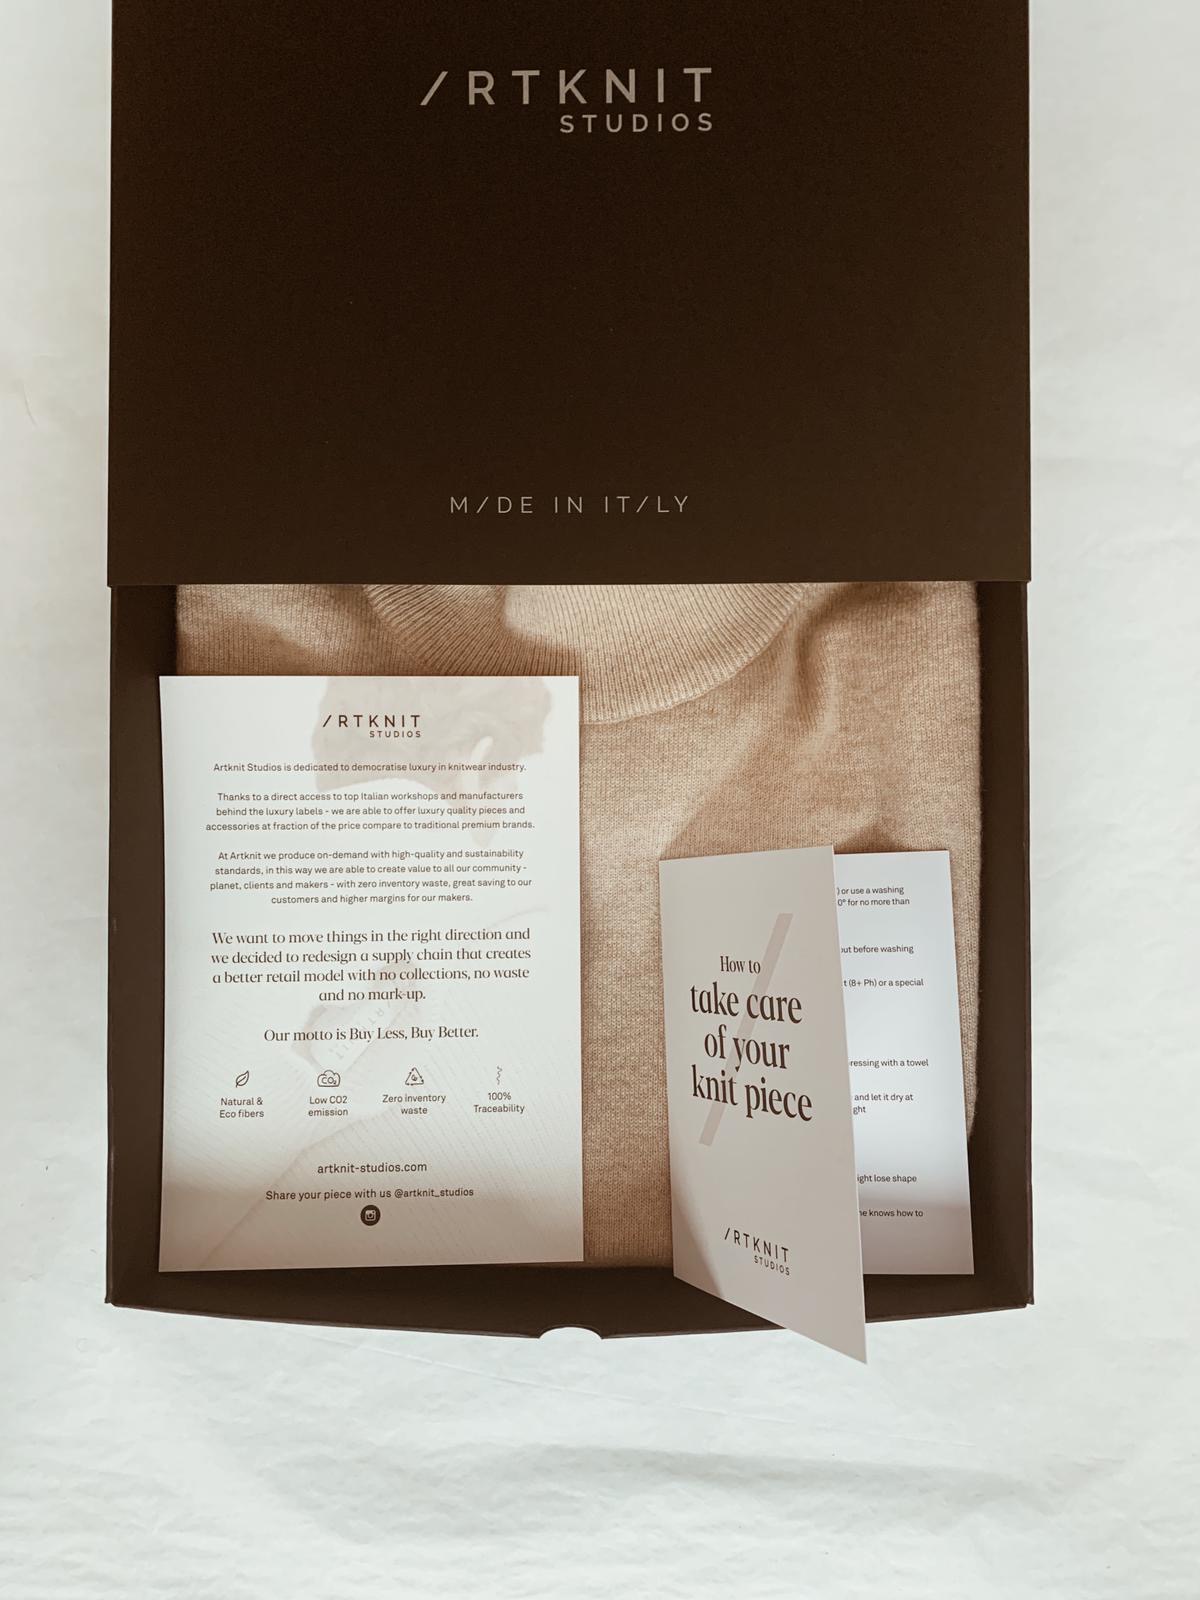 /RTKNIT
STUDIOS
M/DE IN IT/LY
/RTKNIT
STUDIOS
Artknit Studios is dedicated to democratise luxury in knitwear industry.
Thanks to a direct access to top Italian workshops and manufacturers
behind the luxury labels - we are able to offer luxury quality pieces and
accessories at fraction of the price compare to traditional premium brands.
At Artknit we produce on-demand with high-quality and sustainability
standards, in this way we are able to create value to all our community -
planet, clients and makers - with zero inventory waste, great saving to our
customers and higher margins for our makers.
We want to move things in the right direction and
we decided to redesign a supply chain that creates
a better retail model with no collections, no waste
and no mark-up.
Our motto is Buy Less, Buy Better.
Natural &
Eco fibers
CO₂
Low CO2
emission
Zero inventory
waste
100%
Traceability
artknit-studios.com
Share your piece with us @artknit_studios
How to
take care
of your
knit piece
/RTKNIT
STUDIOS
) or use a washing
0° for no more than
out before washing
t (8+ Ph) or a special
ressing with a towel
and let it dry at
ght
ight lose shape
ne knows how to